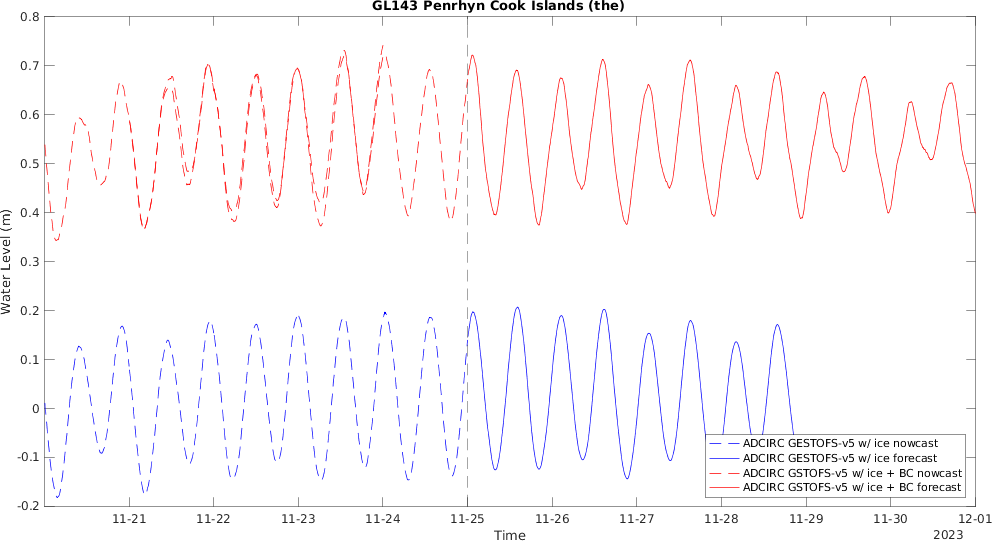 GL143 Penrhyn Cook Islands (the)
0.8
0.7
0.6
0.5
0.4
0.3
0.2
0.1
0
-0.1
-0.2
Water Level (m)
ADCIRC GESTOFS-v5 w/ ice nowcast
ADCIRC GESTOFS-v5 w/ ice forecast
ADCIRC GSTOFS-v5 w/ ice + BC nowcast
ADCIRC GSTOFS-v5 w/ ice + BC forecast
11-21 11-22 11-23 11-24 11-25 11-26 11-27 11-28 11-29 11-30 12-01
Time
2023